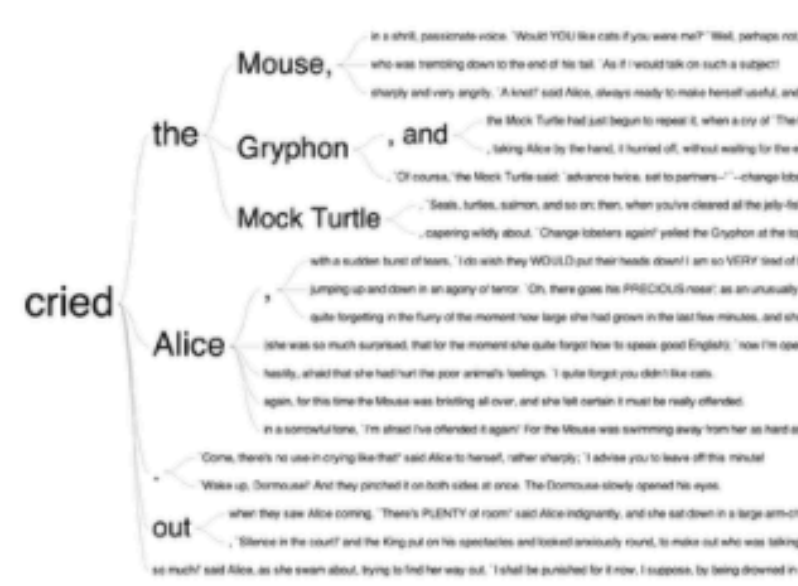 in a shrill, passionate voice. `Would YOU like cats if you were me?' `Well, perhaps not
Mouse,
who was trembling down to the end of his tail. `As if I would talk on such a subject!
sharply and very angrily. `A knot!' said Alice, always ready to make herself useful, and
the Mock Turtle had just begun to repeat it, when a cry of `The
the
, and
Gryphon
, taking Alice by the hand, it hurried off, without waiting for the e
. `Of course,' the Mock Turtle said: `advance twice, set to partners--' `--change lobs
. `Seals, turtles, salmon, and so on; then, when you've cleared all the jelly-fis
Mock Turtle
, capering wildly about. `Change lobsters again!' yelled the Gryphon at the to
with a sudden burst of tears, `I do wish they WOULD put their heads down! I am so VERY tired of
,
jumping up and down in an agony of terror. `Oh, there goes his PRECIOUS nose'; as an unusually
cried
quite forgetting in the flurry of the moment how large she had grown in the last few minutes, and she
Alice
(she was so much surprised, that for the moment she quite forgot how to speak good English); `now I'm ope
hastily, afraid that she had hurt the poor animal's feelings. `I quite forgot you didn't like cats.
again, for this time the Mouse was bristling all over, and she felt certain it must be really offended.
in a sorrowful tone, `I'm afraid I've offended it again!' For the Mouse was swimming away from her as hard as
`Come, there's no use in crying like that!' said Alice to herself, rather sharply; `I advise you to leave off this minute!
.
`Wake up, Dormouse!' And they pinched it on both sides at once. The Dormouse slowly opened his eyes.
when they saw Alice coming. `There's PLENTY of room!' said Alice indignantly, and she sat down in a large arm-ch
out
, `Silence in the court!' and the King put on his spectacles and looked anxiously round, to make out who was talking
so much!' said Alice, as she swam about, trying to find her way out. `I shall be punished for it now, I suppose, by being drowned in